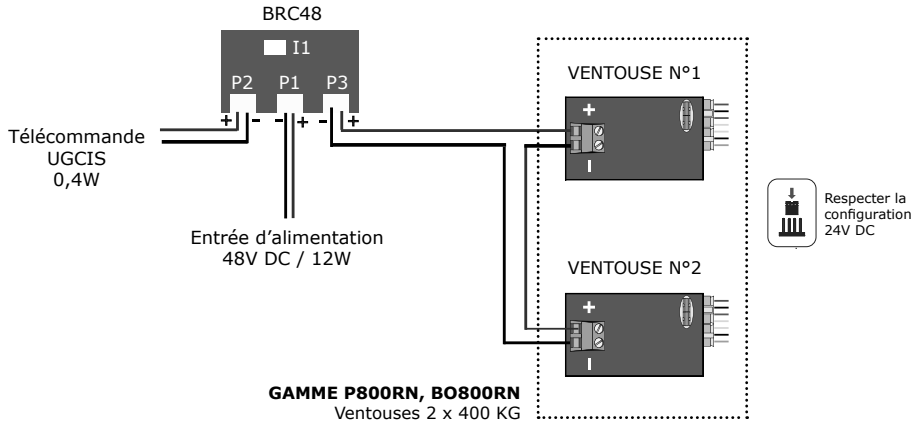 BRC48
I1
P2 P1 P3
+ - - + - +
Télécommande
UGCIS
0,4W
Entrée d’alimentation
48V DC / 12W
VENTOUSE N°1
+
-
VENTOUSE N°2
+
-
Respecter la
configuration
24V DC
GAMME P800RN, BO800RN
Ventouses 2 x 400 KG